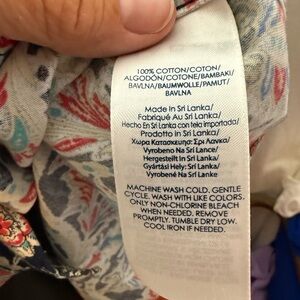 100% COTTON/COTON/
ALGODÓN/COTONE/BAMBAKI/
BAVLNA/BAUMWOLLE/PAMUT/
BAVLNA
Made In Sri Lanka/
Fabriqué Au Sri Lanka/
Hecho En Sri Lanka con tela importada/
Prodotto in Sri Lanka/
Χωρα Κατασκευησ: Σρι Λανκα/
Vyrobeno Na Srí Lance/
Hergestellt in Sri Lanka/
Gyártási Hely: Sri Lanka/
Vyrobené Na Srí Lanke
MACHINE WASH COLD, GENTLE
CYCLE. WASH WITH LIKE COLORS.
ONLY NON-CHLORINE BLEACH
WHEN NEEDED. REMOVE
PROMPTLY. TUMBLE DRY LOW.
COOL IRON IF NEEDED.